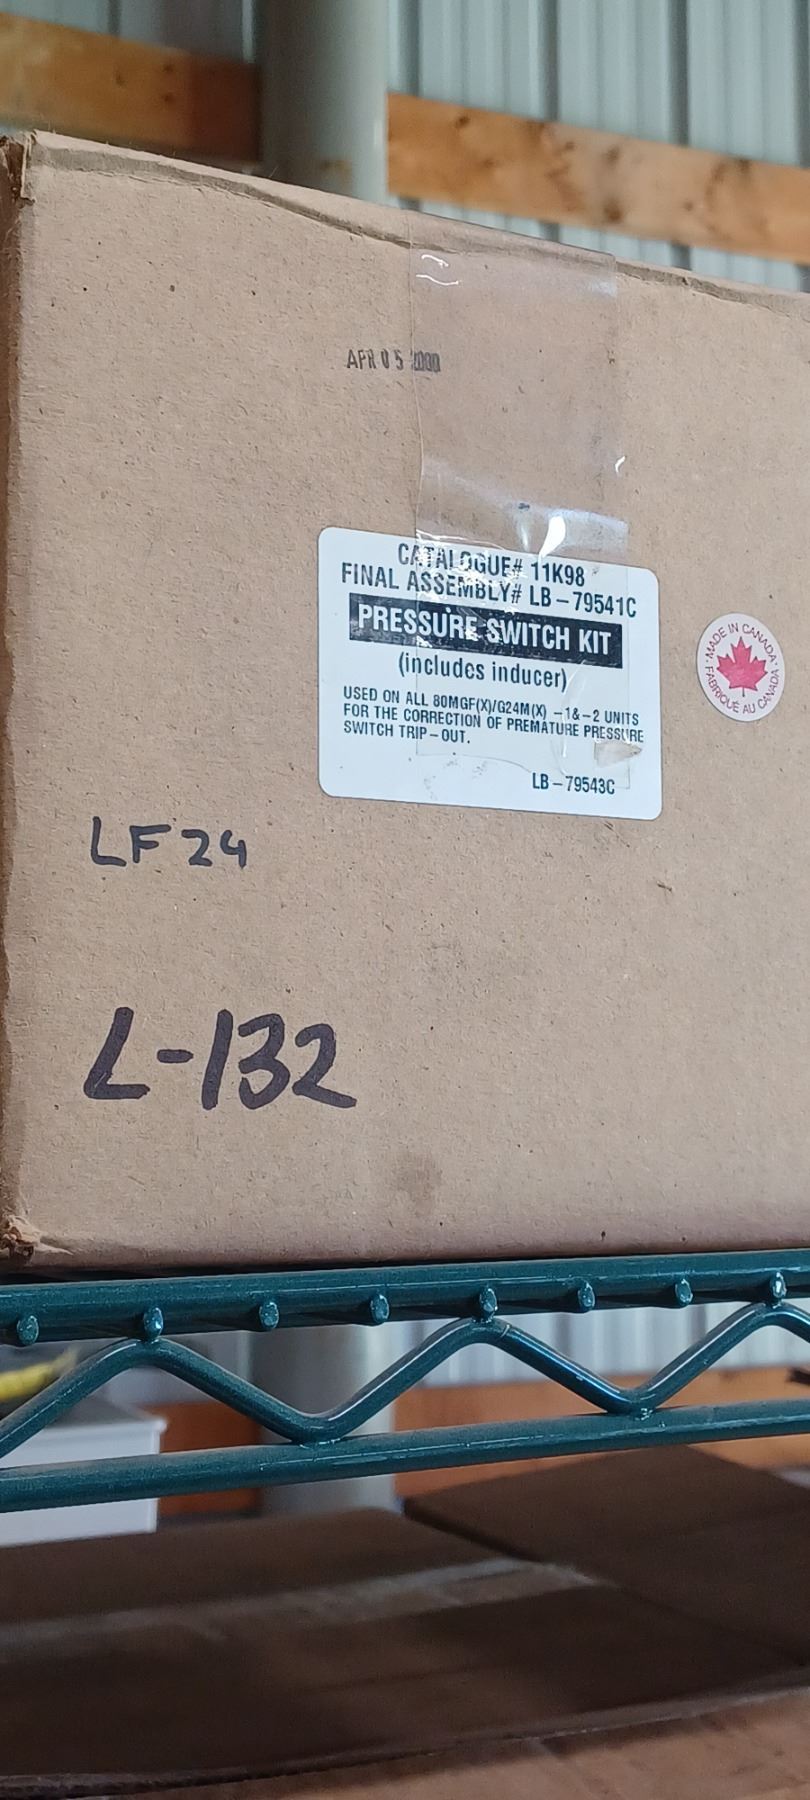 APR 05 2000
CATALOGUE# 11K98
FINAL ASSEMBLY# LB-79541C
PRESSURE SWITCH KIT
(includes inducer)
USED ON ALL 80MGF(X)/G24M(X) -1&-2 UNITS
FOR THE CORRECTION OF PREMATURE PRESSURE
SWITCH TRIP-OUT.
LB-79543C
MADE IN CANADA
FABRIQUÉ AU CANADA
LF24
L-132